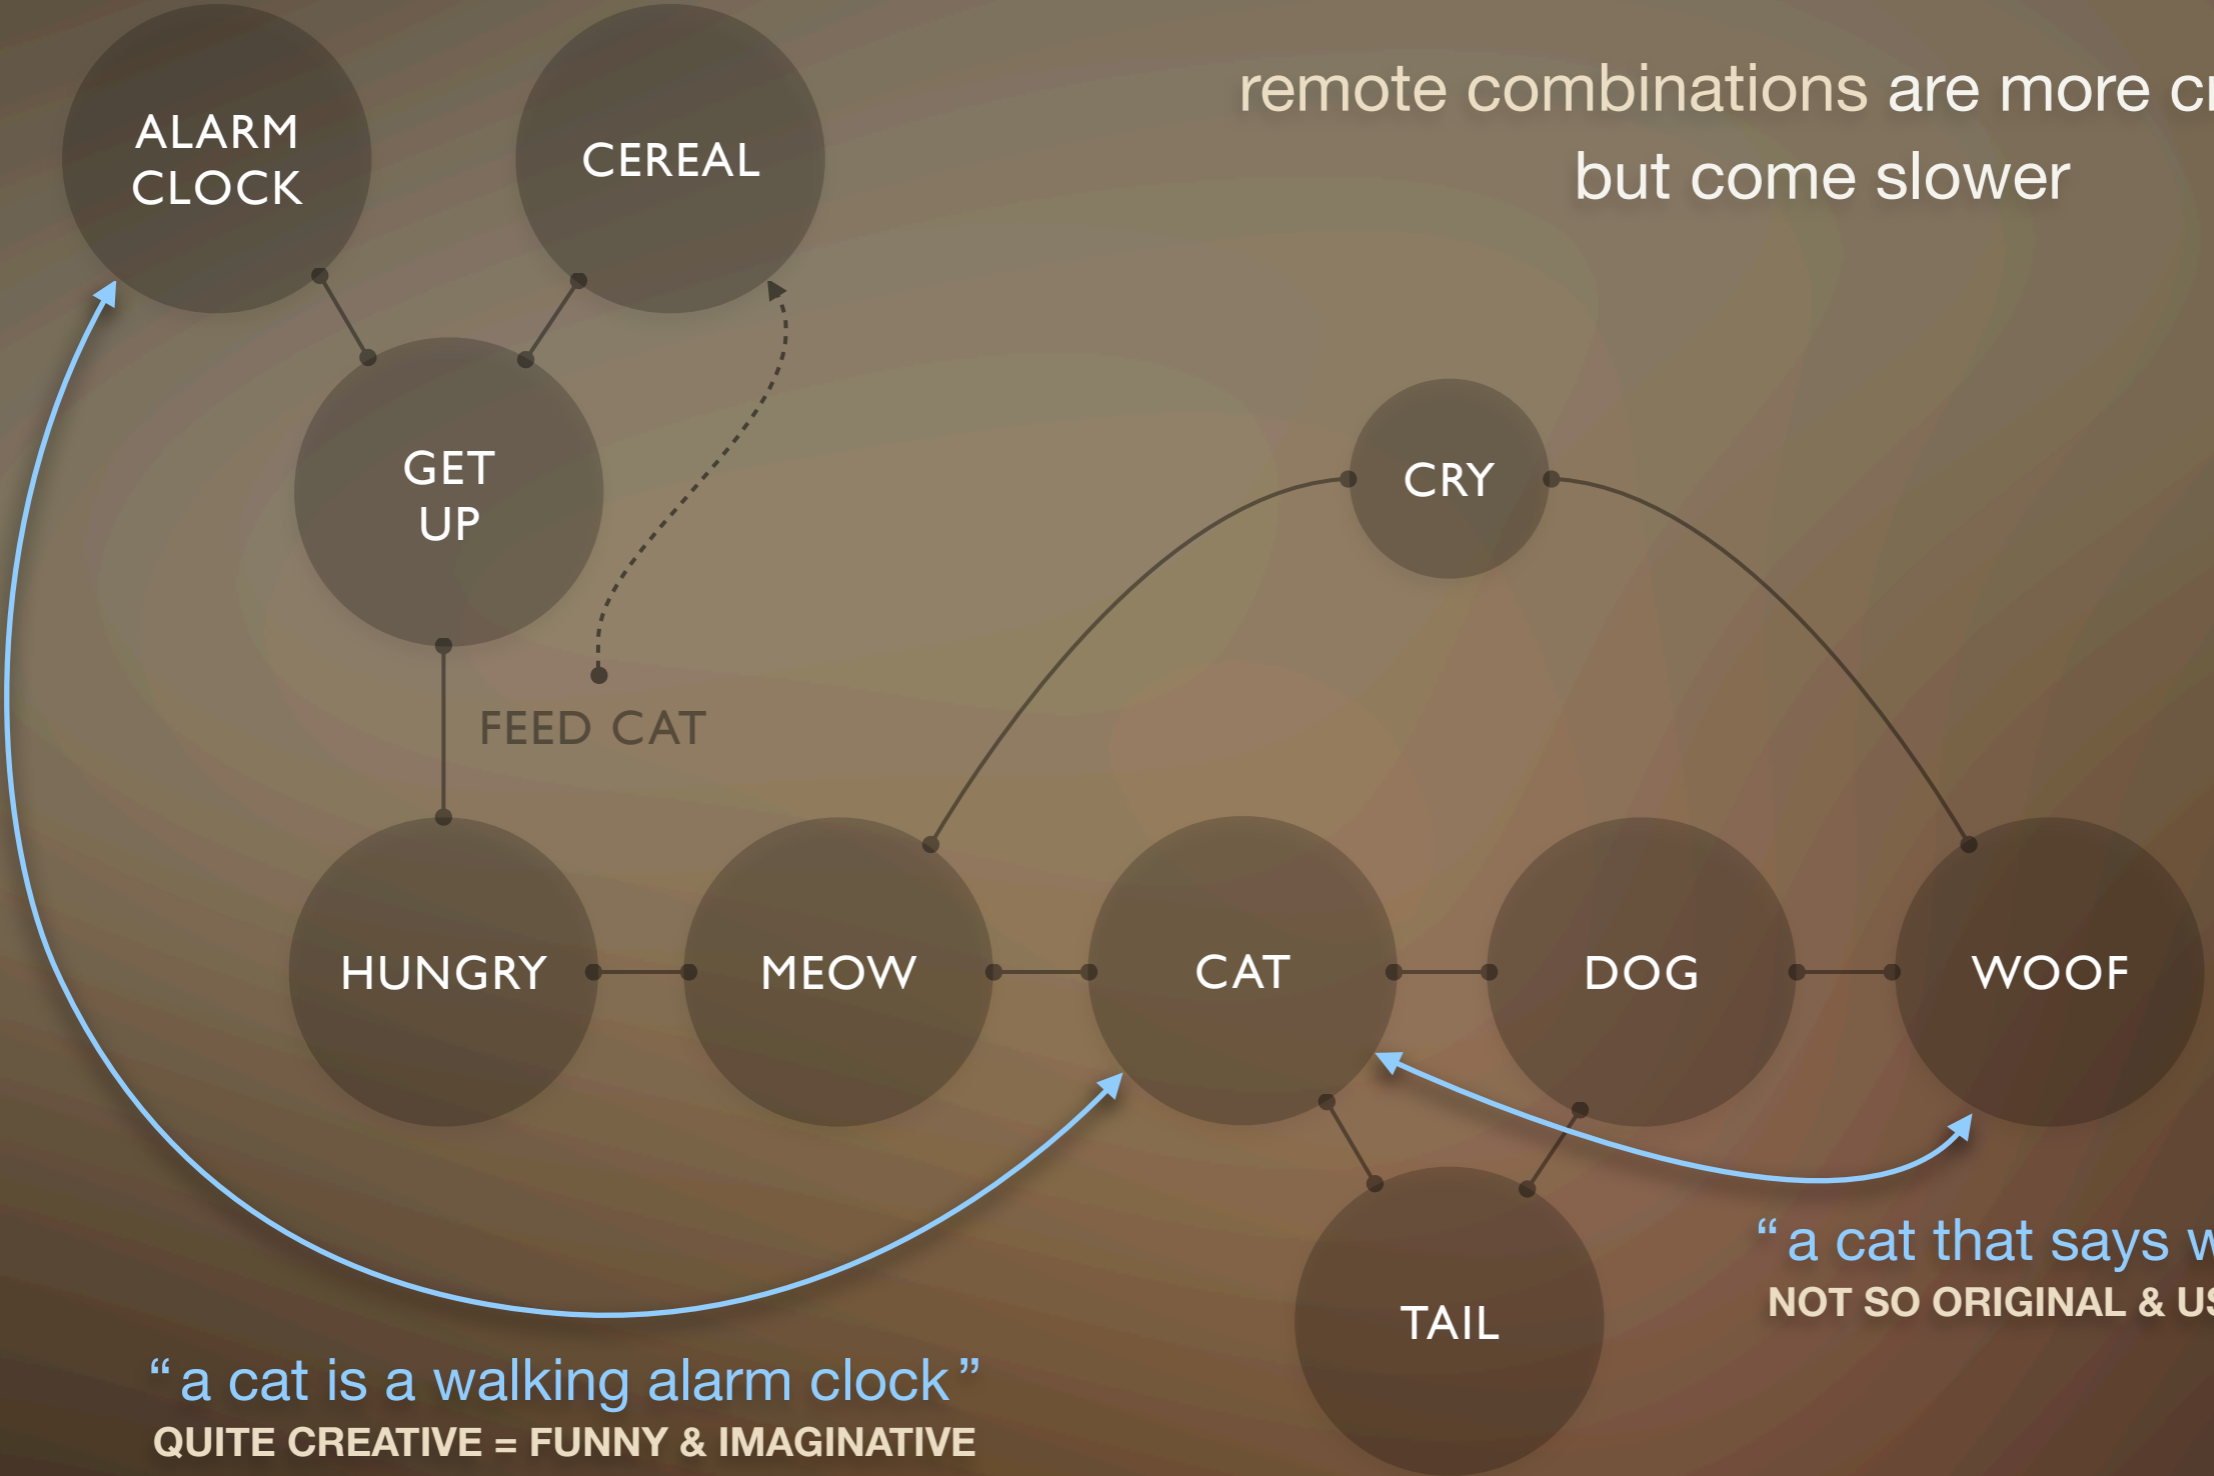 remote combinations are more
but come slower
ALARM
CLOCK
CEREAL
GET
UP
CRY
FEED CAT
HUNGRY
MEOW
CAT
DOG
WOOF
TAIL
“a cat that says
NOT SO ORIGINAL &
“a cat is a walking alarm clock”
QUITE CREATIVE = FUNNY & IMAGINATIVE